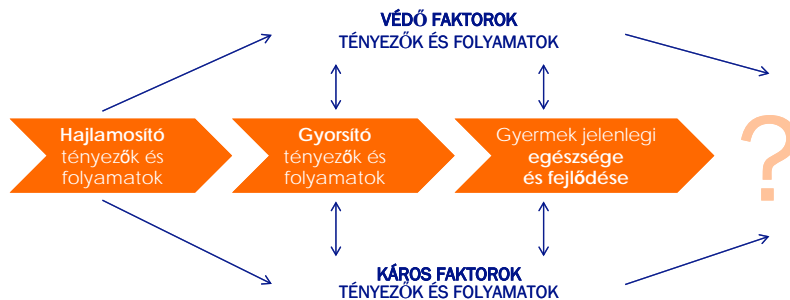 VÉDŐ FAKTOROK
TÉNYEZŐK ÉS FOLYAMATOK
Hajlamosító
tényezők és
folyamatok
Gyorsító
tényezők és
folyamatok
Gyermek jelenlegi
egészsége
és fejlődése
?
KÁROS FAKTOROK
TÉNYEZŐK ÉS FOLYAMATOK